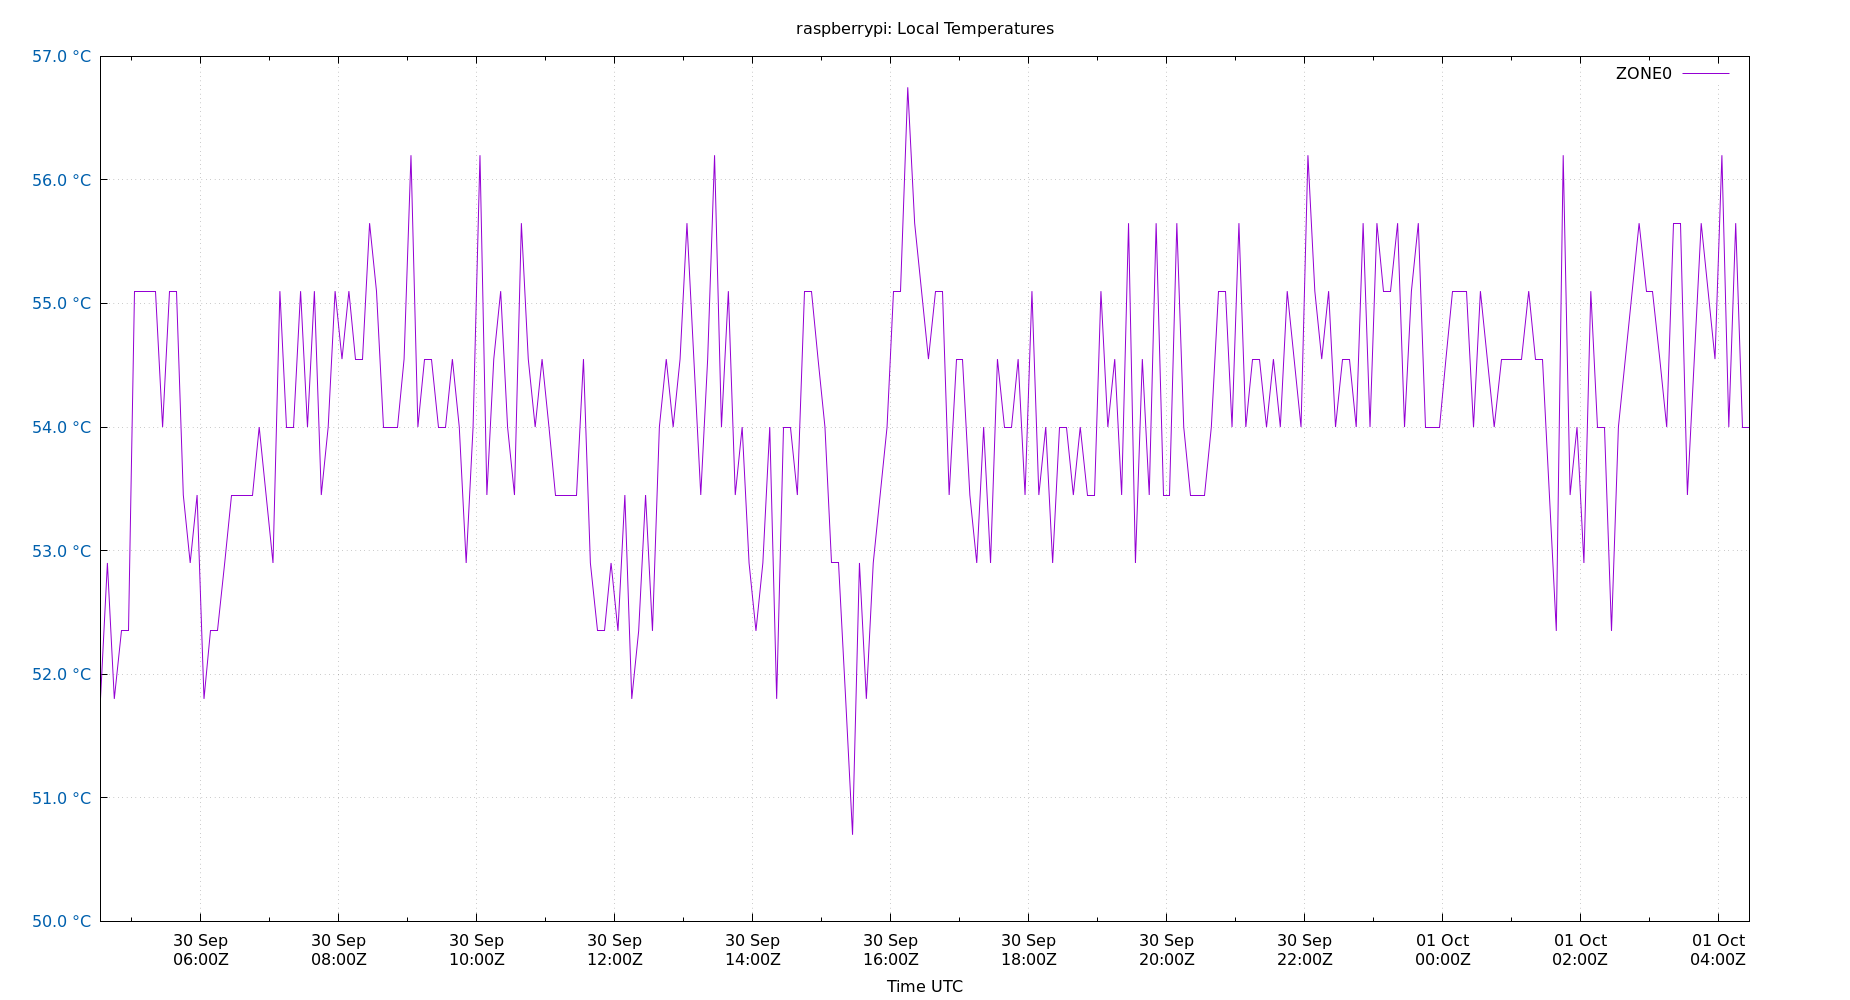 raspberrypi: Local Temperatures
57.0 °C
56.0 °C
55.0 °C
54.0 °C
53.0 °C
52.0 °C
51.0 °C
50.0 °C
ZONE0
30 Sep 30 Sep 30 Sep 30 Sep 30 Sep 30 Sep 30 Sep 30 Sep 30 Sep 01 Oct 01 Oct 01 Oct
06:00Z 08:00Z 10:00Z 12:00Z 14:00Z 16:00Z 18:00Z 20:00Z 22:00Z 00:00Z 02:00Z 04:00Z
Time UTC